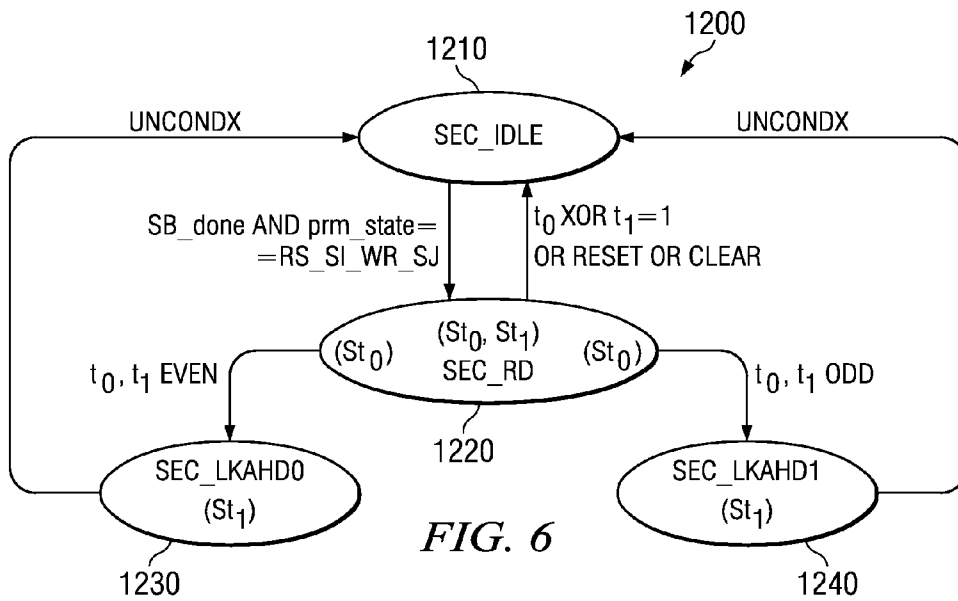 1200
1210
UNCONDX
SEC_IDLE
UNCONDX
SB_done AND prm_state=
=RS_SI_WR_SJ
t0 XOR t1=1
OR RESET OR CLEAR
(St0)
(St0, St1)
SEC_RD
(St0)
t0, t1 EVEN
t0, t1 ODD
1220
SEC_LKAHD0
(St1)
SEC_LKAHD1
(St1)
FIG. 6
1230
1240